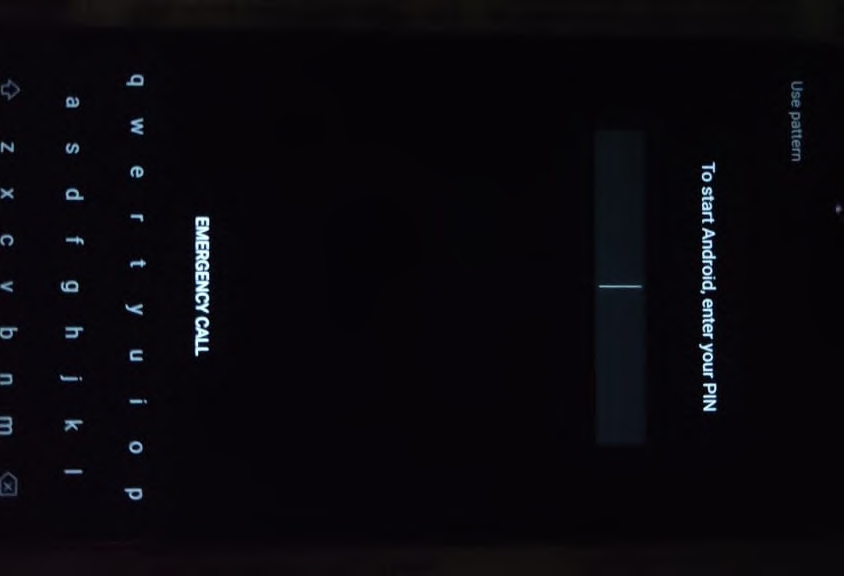 Use pattern
To start Android, enter your PIN
EMERGENCY CALL
q w e r t y u i o p
a s d f g h j k l
z x c v b n m